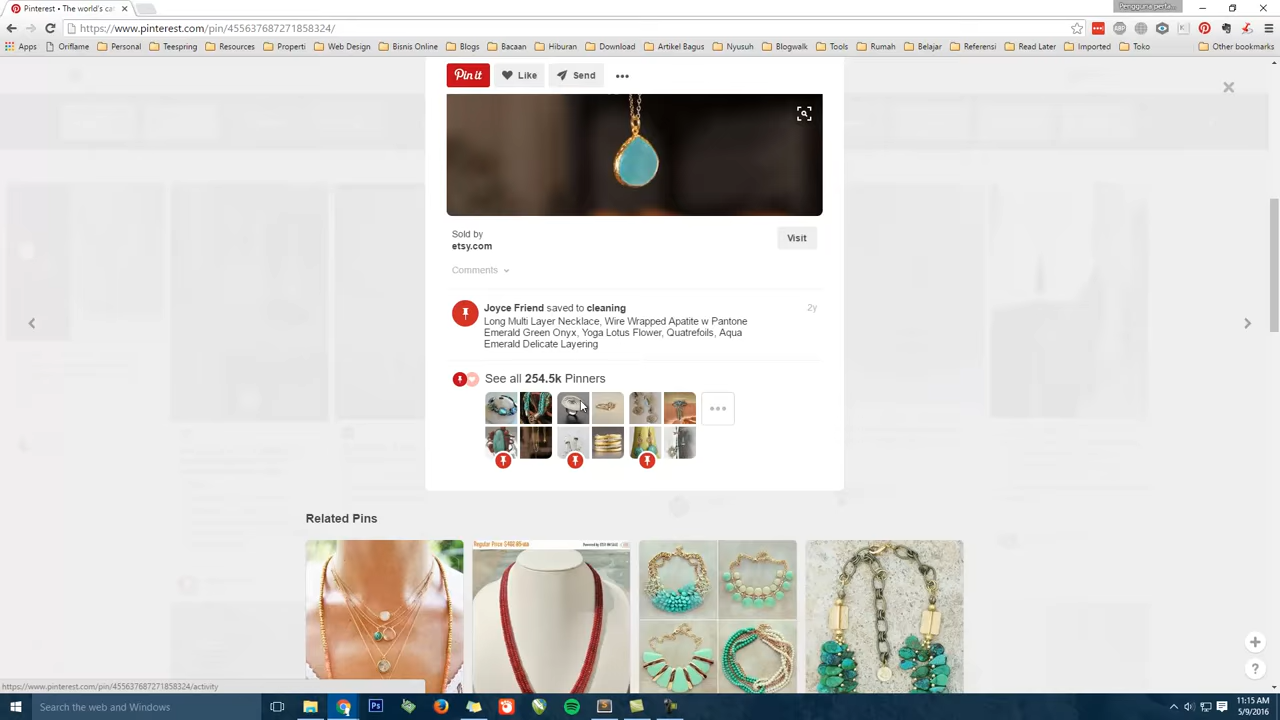 Pinterest • The world's cat
Pengguna perta...
https://www.pinterest.com/pin/455637687271858324/
Apps
Oriflame
Personal
Teespring
Resources
Properti
Web Design
Bisnis Online
Blogs
Bacaan
Hiburan
Download
Artikel Bagus
Nyusuh
Blogwalk
Tools
Rumah
Belajar
Referensi
Read Later
Imported
Toko
Other bookmarks
Pin it
Like
Send
Sold by
etsy.com
Visit
Comments
Joyce Friend saved to cleaning
2y
Long Multi Layer Necklace, Wire Wrapped Apatite w Pantone
Emerald Green Onyx, Yoga Lotus Flower, Quatrefoils, Aqua
Emerald Delicate Layering
See all 254.5k Pinners
Related Pins
https://www.pinterest.com/pin/455637687271858324/activity
Search the web and Windows
11:15 AM
5/9/2016